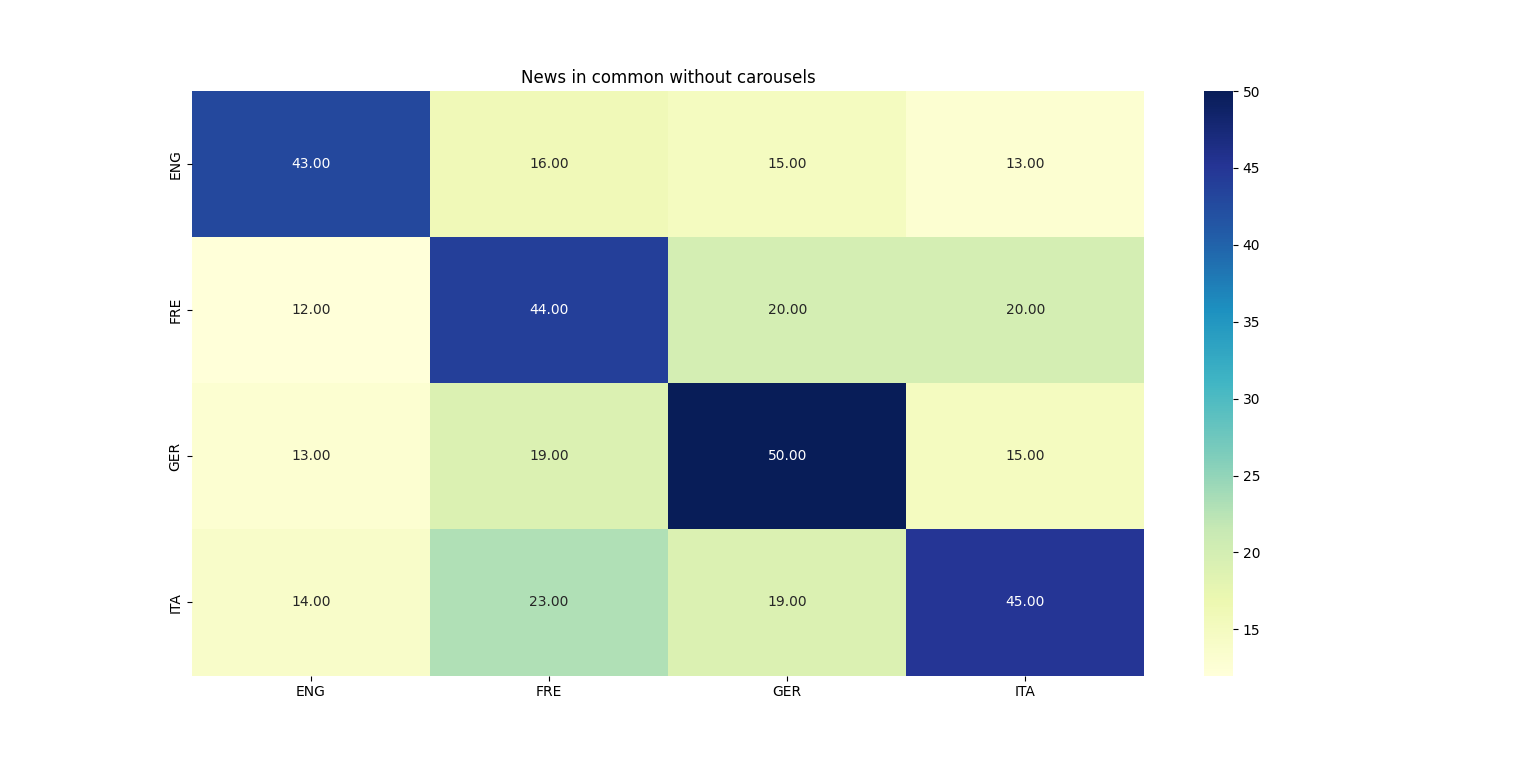 News in common without carousels
ENG 43.00 16.00 15.00 13.00
FRE 12.00 44.00 20.00 20.00
GER 13.00 19.00 50.00 15.00
ITA 14.00 23.00 19.00 45.00
ENG FRE GER ITA
50
45
40
35
30
25
20
15